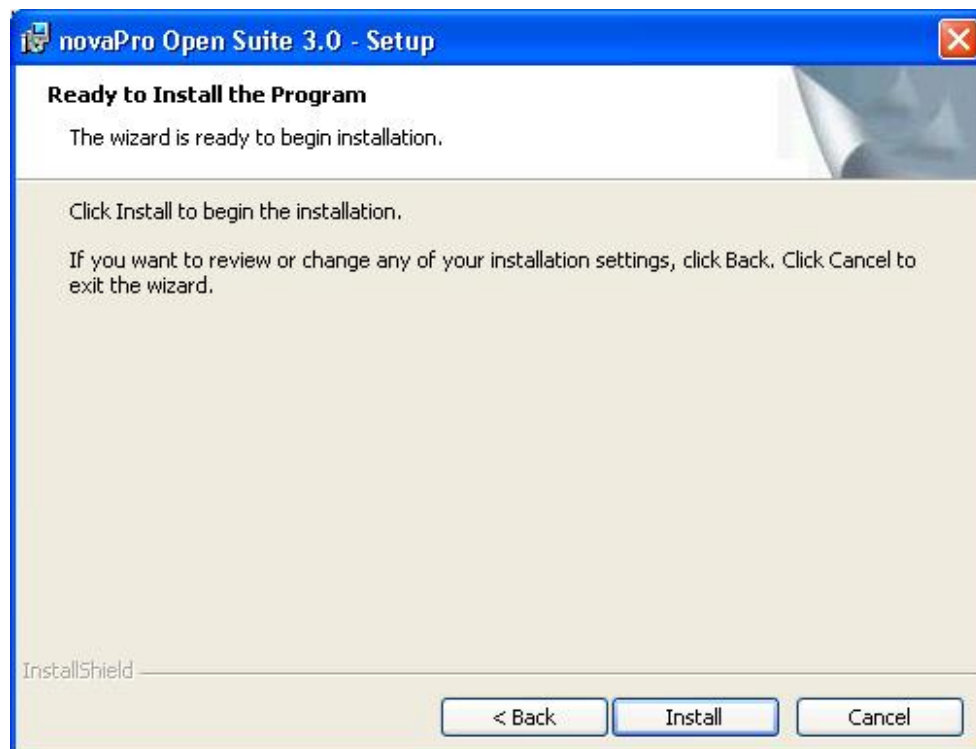 novaPro Open Suite 3.0 - Setup
Ready to Install the Program
The wizard is ready to begin installation.
Click Install to begin the installation.
If you want to review or change any of your installation settings, click Back. Click Cancel to
exit the wizard.
InstallShield
< Back Install Cancel